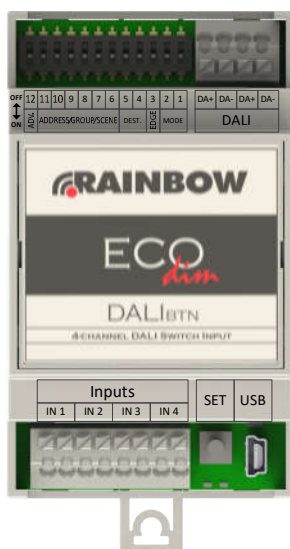 OFF 12 11 10 9 8 7 6 5 4 3 2 1 DA+ DA- DA+ DA-
ON ADV. ADDRESS/GROUP/SCENE DEST. EDGE MODE DALI
RAINBOW
ECO
dim
DALIBTN
4-CHANNEL DALI SWITCH INPUT
Inputs SET USB
IN 1 IN 2 IN 3 IN 4